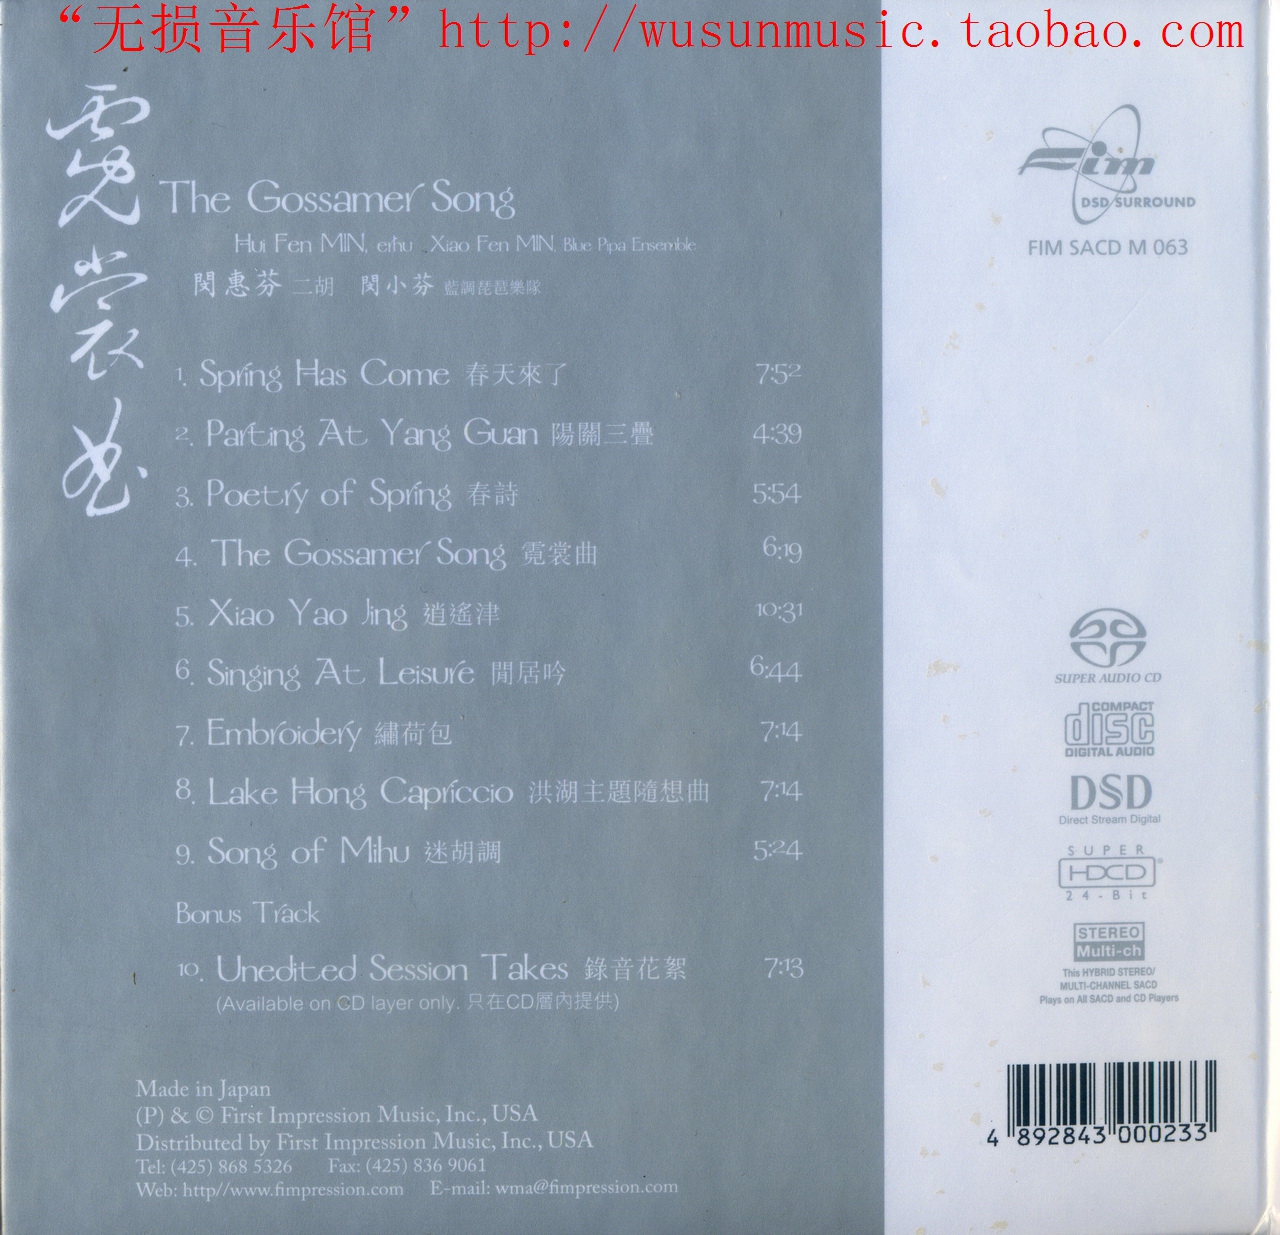 “无损音乐馆”http://wusunmusic.taobao.com
霓裳曲
The Gossamer Song
Hui Fen MIN, erhu Xiao Fen MIN, Blue Pipa Ensemble
閔惠芬 二胡 閔小芬 藍調琵琶樂隊
1. Spring Has Come 春天來了 7:52
2. Parting At Yang Guan 陽關三疊 4:39
3. Poetry of Spring 春詩 5:54
4. The Gossamer Song 霓裳曲 6:19
5. Xiao Yao Jing 逍遙津 10:31
6. Singing At Leisure 閒居吟 6:44
7. Embroidery 繡荷包 7:14
8. Lake Hong Capriccio 洪湖主題隨想曲 7:14
9. Song of Mihu 迷胡調 5:24
Bonus Track
10. Unedited Session Takes 錄音花絮 7:13
(Available on CD layer only. 只在CD層內提供)
Made in Japan
(P) & © First Impression Music, Inc., USA
Distributed by First Impression Music, Inc., USA
Tel: (425) 868 5326 Fax: (425) 836 9061
Web: http//www.fimpression.com E-mail: wma@fimpression.com
Fim
DSD SURROUND
FIM SACD M 063
SUPER AUDIO CD
COMPACT
disc
DIGITAL AUDIO
DSD
Direct Stream Digital
SUPER
HDCD®
24-Bit
STEREO
Multi-ch
This HYBRID STEREO/
MULTI-CHANNEL SACD
Plays on All SACD and CD Players
4 892843 000233